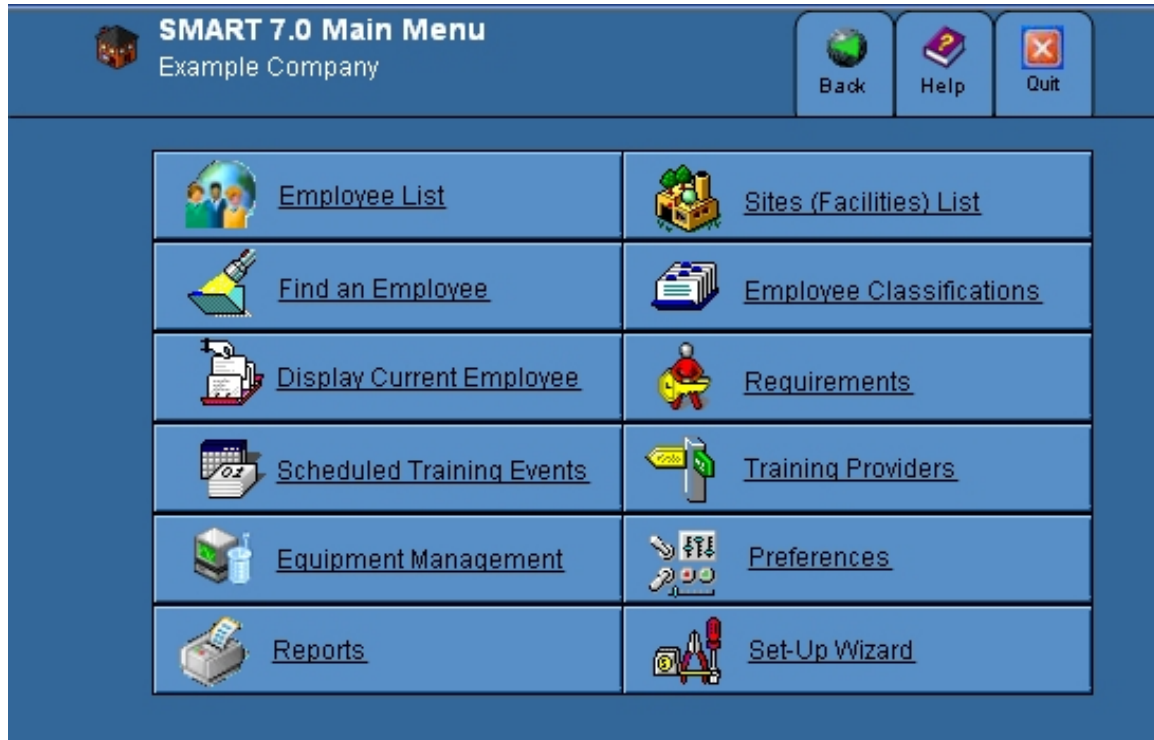 SMART 7.0 Main Menu
Example Company
Back
Help
Quit
Employee List
Sites (Facilities) List
Find an Employee
Employee Classifications
Display Current Employee
Requirements
Scheduled Training Events
Training Providers
Equipment Management
Preferences
Reports
Set-Up Wizard